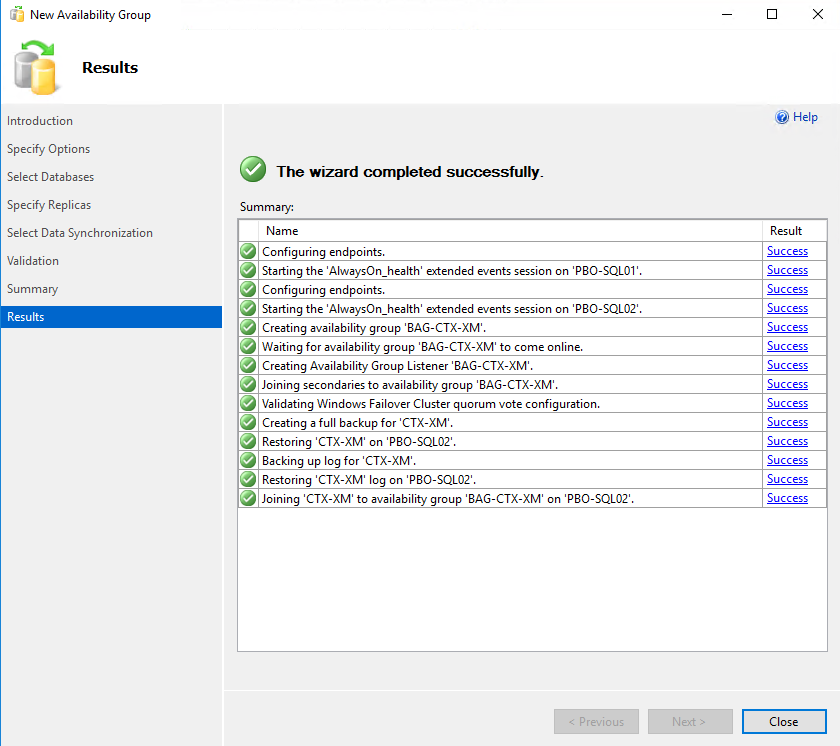 New Availability Group
Results
Introduction
Specify Options
Select Databases
Specify Replicas
Select Data Synchronization
Validation
Summary
Results
Help
The wizard completed successfully.
Summary:
Name Result
Configuring endpoints. Success
Starting the 'AlwaysOn_health' extended events session on 'PBO-SQL01'. Success
Configuring endpoints. Success
Starting the 'AlwaysOn_health' extended events session on 'PBO-SQL02'. Success
Creating availability group 'BAG-CTX-XM'. Success
Waiting for availability group 'BAG-CTX-XM' to come online. Success
Creating Availability Group Listener 'BAG-CTX-XM'. Success
Joining secondaries to availability group 'BAG-CTX-XM'. Success
Validating Windows Failover Cluster quorum vote configuration. Success
Creating a full backup for 'CTX-XM'. Success
Restoring 'CTX-XM' on 'PBO-SQL02'. Success
Backing up log for 'CTX-XM'. Success
Restoring 'CTX-XM' log on 'PBO-SQL02'. Success
Joining 'CTX-XM' to availability group 'BAG-CTX-XM' on 'PBO-SQL02'. Success
< Previous Next > Close